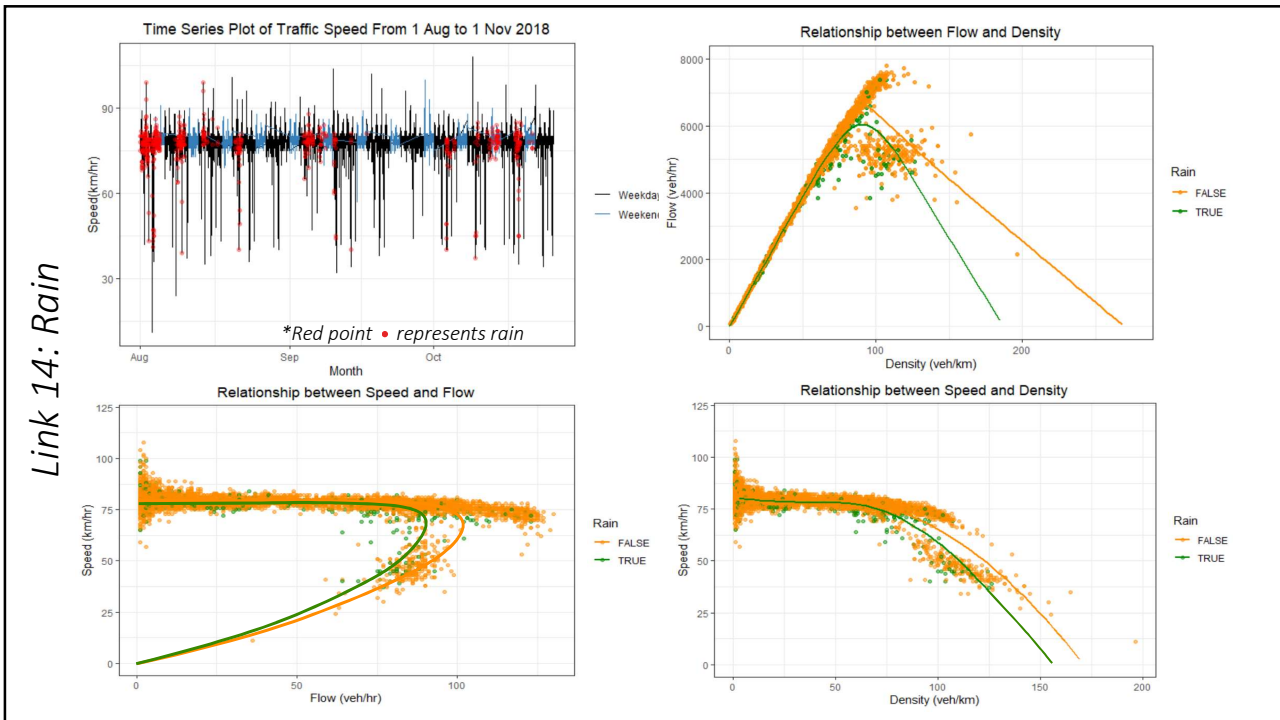 Link 14: Rain
Time Series Plot of Traffic Speed From 1 Aug to 1 Nov 2018
Speed(km/hr)
90
60
30
Aug
Sep
Oct
Month
Weekda
Weeken
*Red point • represents rain
Relationship between Flow and Density
Flow (veh/hr)
8000
6000
4000
2000
0
0
100
200
Density (veh/km)
Rain
FALSE
TRUE
Relationship between Speed and Flow
Speed (km/hr)
125
100
75
50
25
0
0
50
100
Flow (veh/hr)
Rain
FALSE
TRUE
Relationship between Speed and Density
Speed (km/hr)
125
100
75
50
25
0
0
50
100
150
200
Density (veh/km)
Rain
FALSE
TRUE